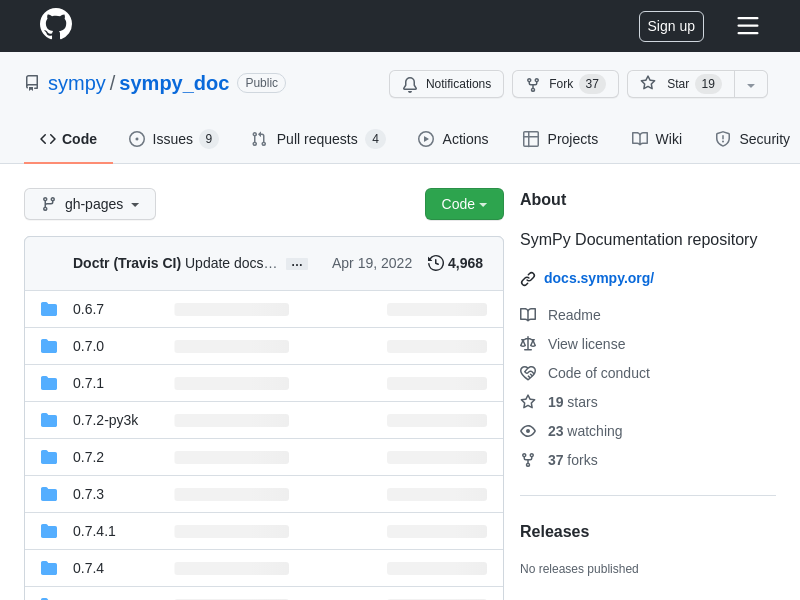 Sign up
sympy / sympy_doc Public
Notifications
Fork 37
Star 19
Code
Issues 9
Pull requests 4
Actions
Projects
Wiki
Security
gh-pages
Code
Doctr (Travis CI) Update docs… … Apr 19, 2022 4,968
0.6.7
0.7.0
0.7.1
0.7.2-py3k
0.7.2
0.7.3
0.7.4.1
0.7.4
About
SymPy Documentation repository
docs.sympy.org/
Readme
View license
Code of conduct
19 stars
23 watching
37 forks
Releases
No releases published